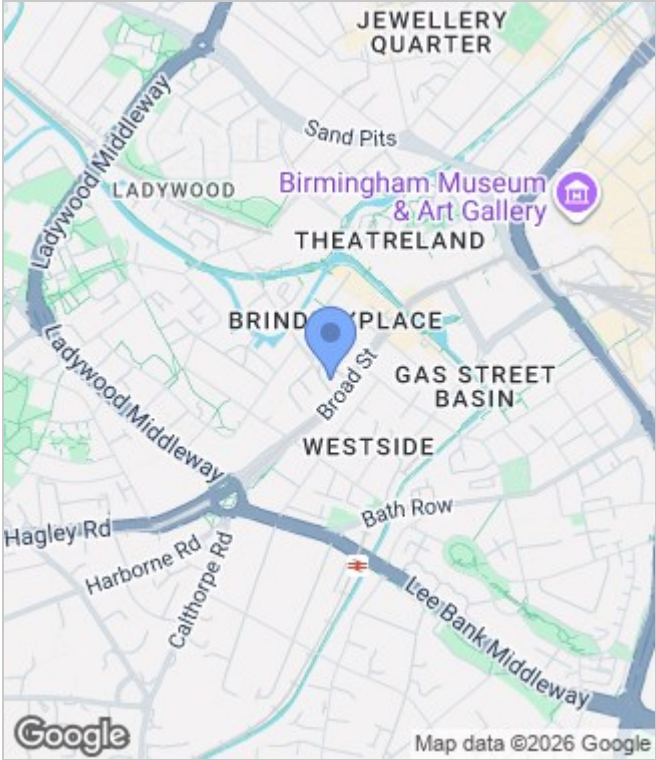 JEWELLERY
QUARTER
Ladywood Middleway
Sand Pits
LADYWOOD
Birmingham Museum
& Art Gallery
THEATRELAND
GAS STREET
BASIN
Broad St
Ladywood Middleway
WESTSIDE
Bath Row
Hagley Rd
Harborne Rd
Calthorpe Rd
Lee Bank Middleway
Google
Map data ©2026 Google